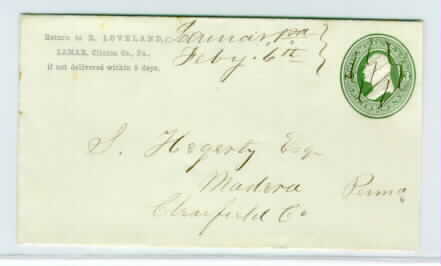 Return to R. LOVELAND,
LAMAR, Clinton Co., Pa.,
if not delivered within 5 days.
Lamar pa
Feby. 6th
S. Hegerty Esq
Madera Penna
Clearfield Co